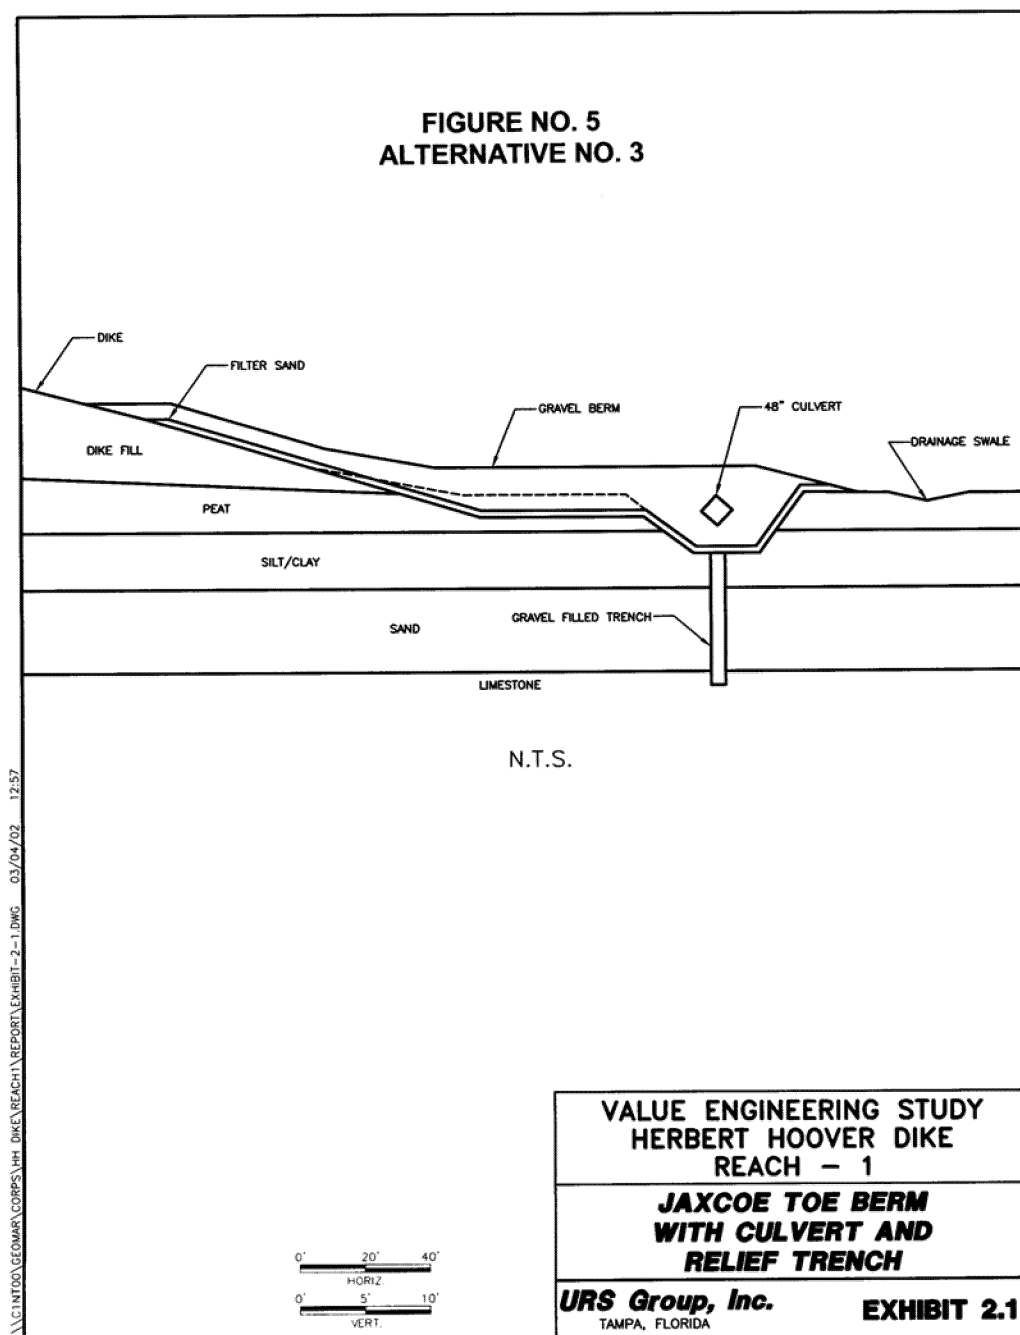 FIGURE NO. 5
ALTERNATIVE NO. 3
DIKE
FILTER SAND
GRAVEL BERM
48" CULVERT
DRAINAGE SWALE
DIKE FILL
PEAT
SILT/CLAY
SAND
GRAVEL FILLED TRENCH
LIMESTONE
N.T.S.
\\C1NT00\GEOMAR\CORPS\HH DIKE\REACH1\REPORT\EXHIBIT-2-1.DWG 03/04/02 12:57
0' 20' 40'
HORIZ.
0' 5' 10'
VERT.
VALUE ENGINEERING STUDY
HERBERT HOOVER DIKE
REACH - 1
JAXCOE TOE BERM
WITH CULVERT AND
RELIEF TRENCH
URS Group, Inc.
TAMPA, FLORIDA
EXHIBIT 2.1